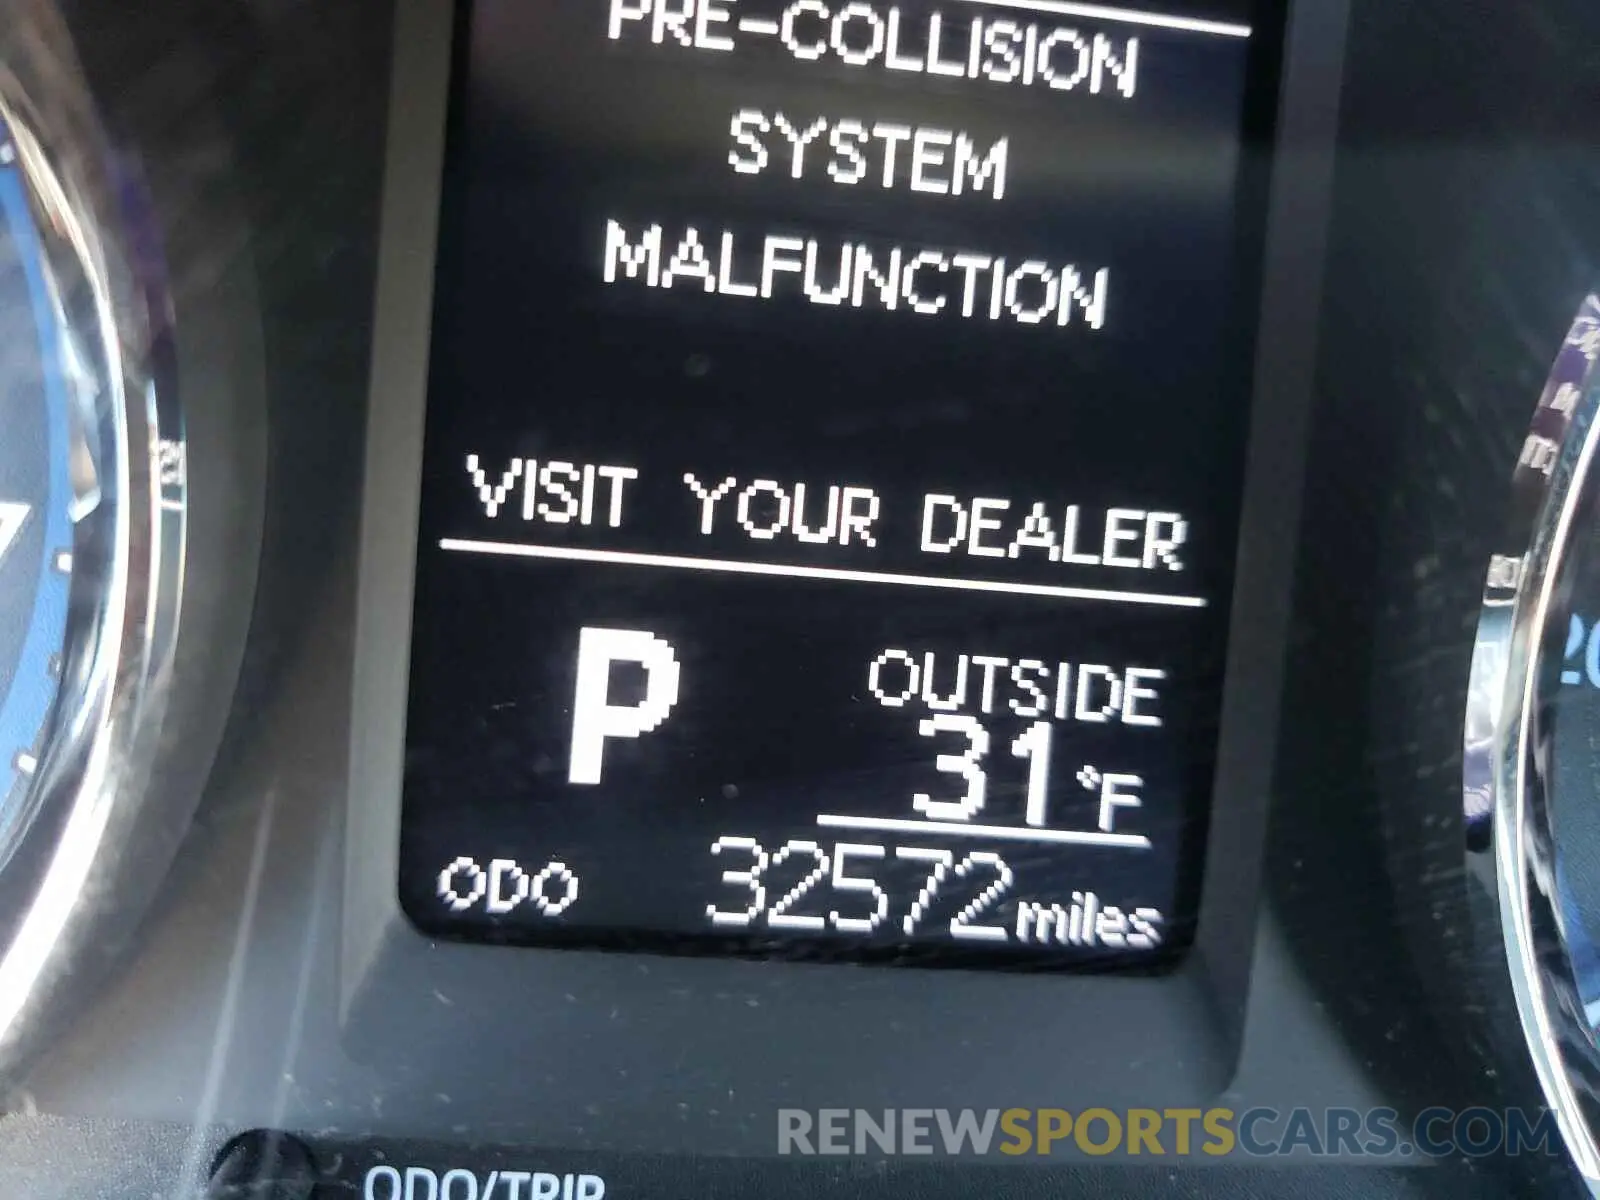 PRE-COLLISION
SYSTEM
MALFUNCTION
VISIT YOUR DEALER
P
OUTSIDE
31°F
ODO 32572 miles
RENEWSPORTSCARS.COM
ODO/TRIP